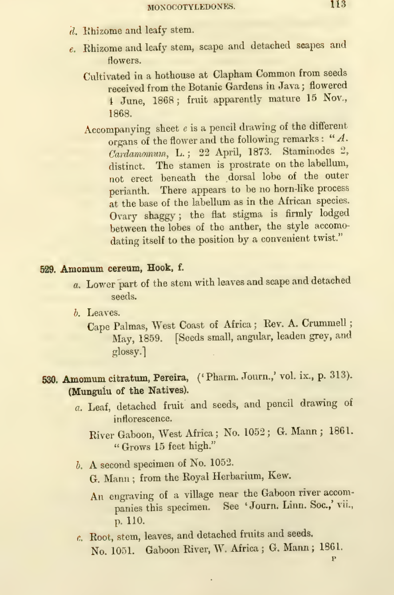 MONOCOTYLEDONES. 113
d. Rhizome and leafy stem.
e. Rhizome and leafy stem, scape and detached scapes and
flowers.
Cultivated in a hothouse at Clapham Common from seeds
received from the Botanic Gardens in Java; flowered
4 June, 1868; fruit apparently mature 15 Nov.,
1868.
Accompanying sheet e is a pencil drawing of the different
organs of the flower and the following remarks: "A.
Cardamomum, L.; 22 April, 1873. Staminodes 2,
distinct. The stamen is prostrate on the labellum,
not erect beneath the dorsal lobe of the outer
perianth. There appears to be no horn-like process
at the base of the labellum as in the African species.
Ovary shaggy; the flat stigma is firmly lodged
between the lobes of the anther, the style accomo-
dating itself to the position by a convenient twist."
529. Amomum cereum, Hook, f.
a. Lower part of the stem with leaves and scape and detached
seeds.
b. Leaves.
Cape Palmas, West Coast of Africa; Rev. A. Crummell;
May, 1859. [Seeds small, angular, leaden grey, and
glossy.]
530. Amomum citratum, Pereira, ('Pharm. Journ.,' vol. ix., p. 313).
(Mungulu of the Natives).
a. Leaf, detached fruit and seeds, and pencil drawing of
inflorescence.
River Gaboon, West Africa; No. 1052; G. Mann; 1861.
"Grows 15 feet high."
b. A second specimen of No. 1052.
G. Mann; from the Royal Herbarium, Kew.
An engraving of a village near the Gaboon river accom-
panies this specimen. See 'Journ. Linn. Soc.,' vii.,
p. 110.
c. Root, stem, leaves, and detached fruits and seeds.
No. 1051. Gaboon River, W. Africa; G. Mann; 1861.
P